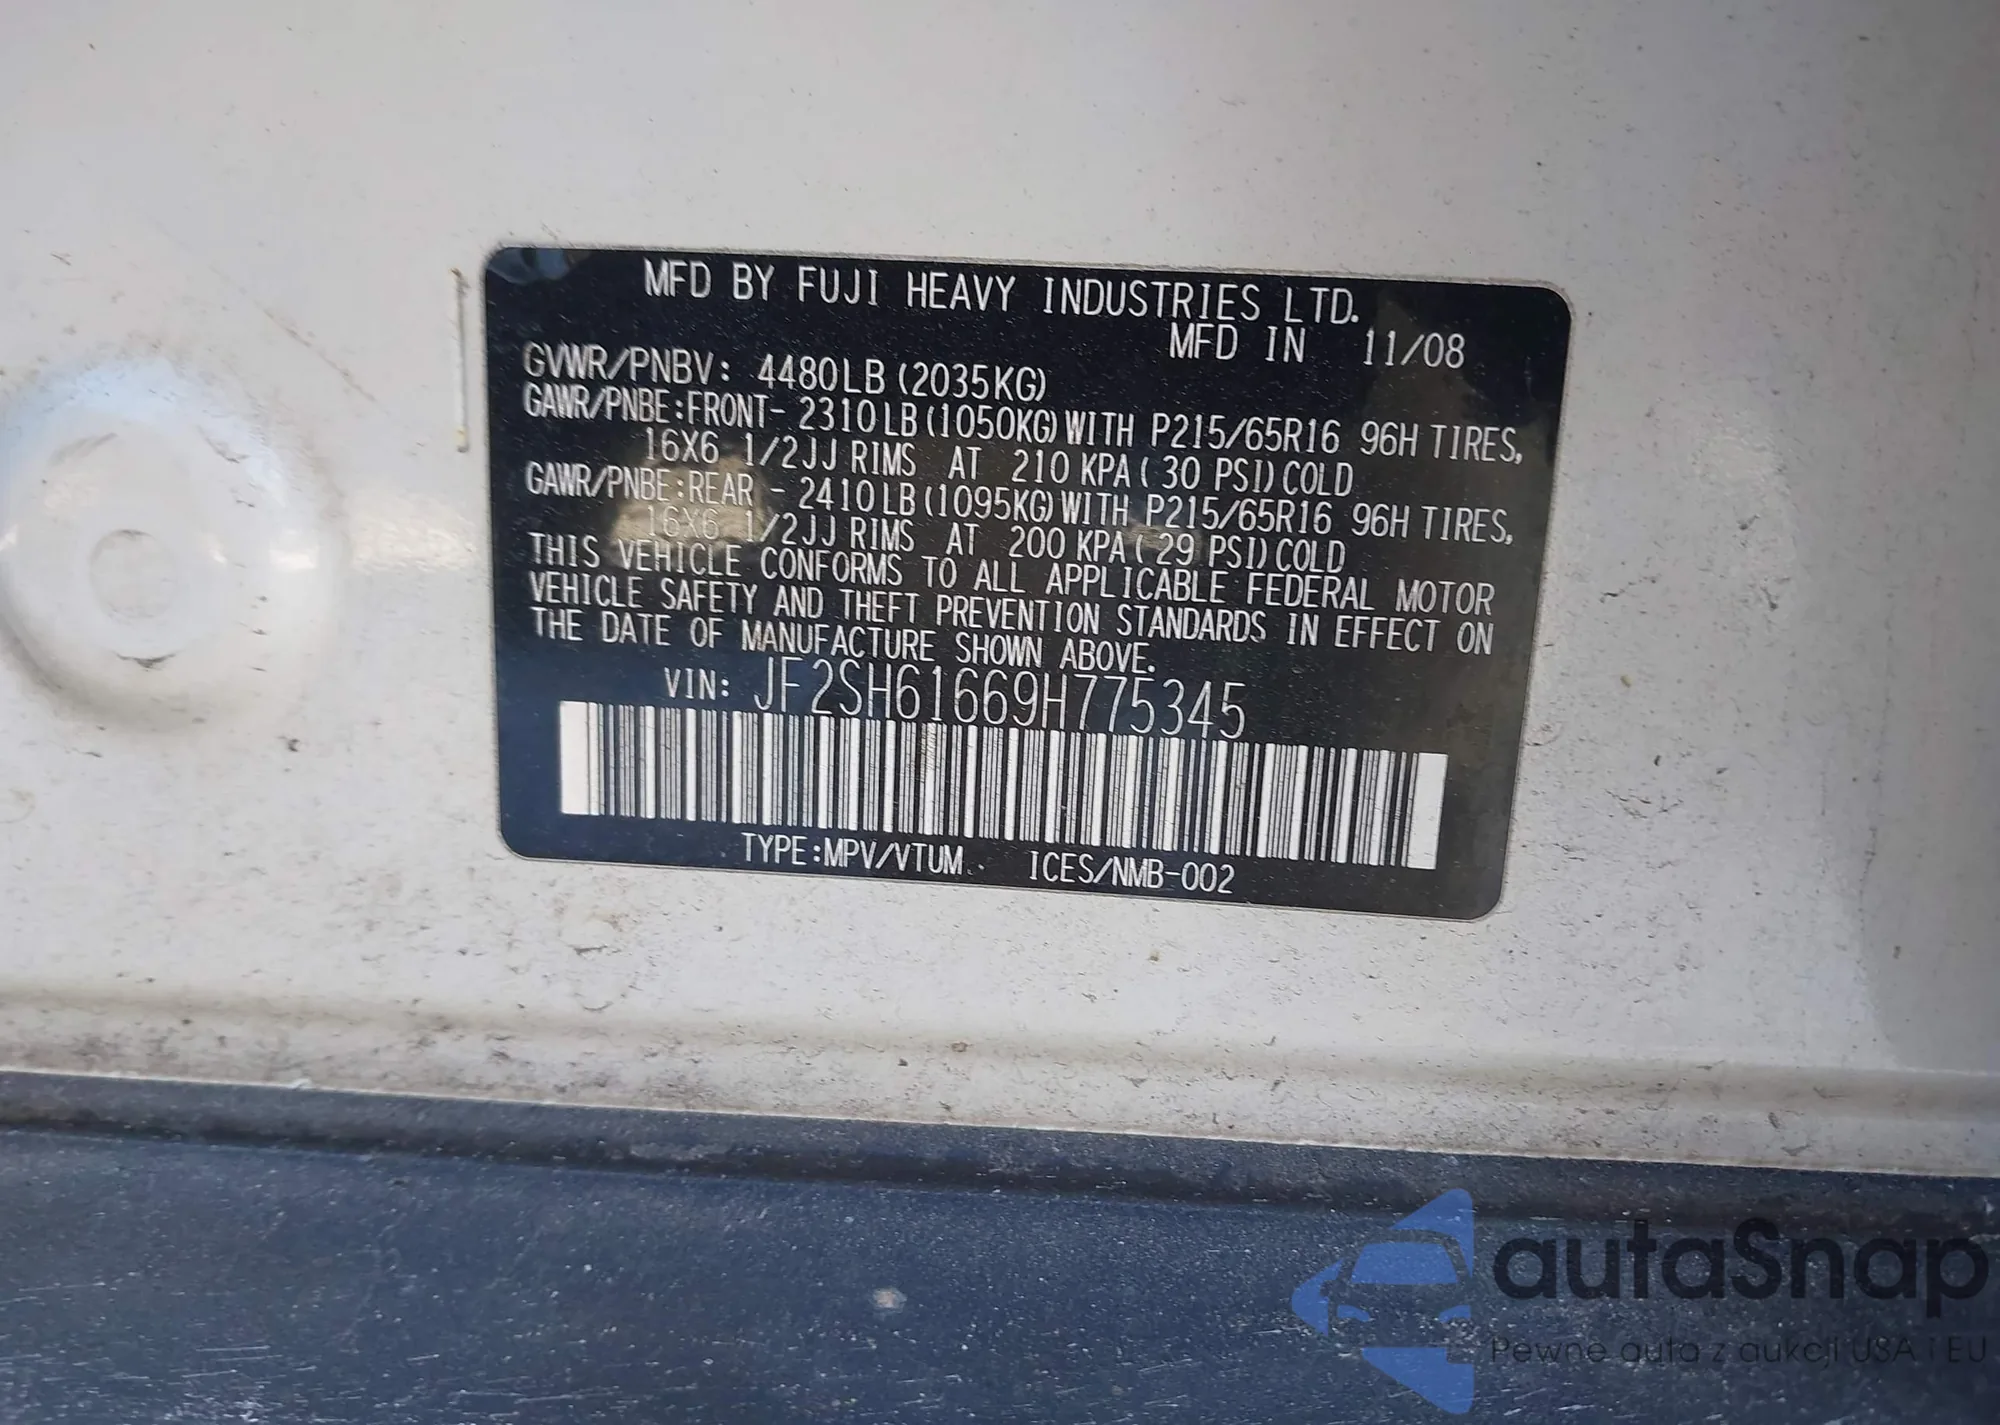 MFD BY FUJI HEAVY INDUSTRIES LTD.
MFD IN 11/08
GVWR/PNBV: 4480LB (2035KG)
GAWR/PNBE:FRONT- 2310LB (1050KG) WITH P215/65R16 96H TIRES,
16X6 1/2JJ RIMS AT 210 KPA ( 30 PSI) COLD
GAWR/PNBE:REAR - 2410LB (1095KG) WITH P215/65R16 96H TIRES,
16X6 1/2JJ RIMS AT 200 KPA ( 29 PSI) COLD
THIS VEHICLE CONFORMS TO ALL APPLICABLE FEDERAL MOTOR
VEHICLE SAFETY AND THEFT PREVENTION STANDARDS IN EFFECT ON
THE DATE OF MANUFACTURE SHOWN ABOVE.
VIN: JF2SH61669H775345
TYPE:MPV/VTUM ICES/NMB-002
autaSnap
Pewne auta z aukcji USA i EU